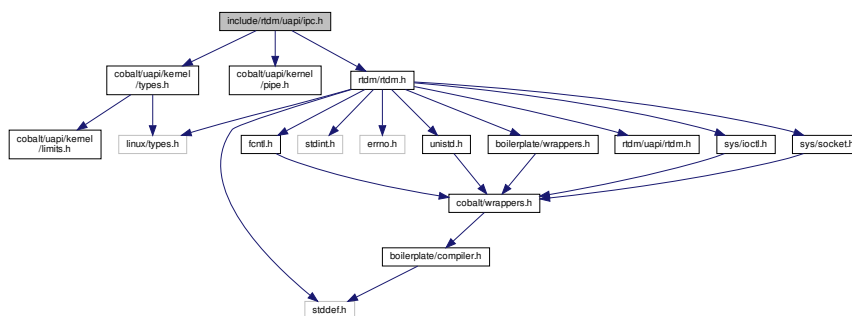 include/rtdm/uapi/ipc.h
cobalt/uapi/kernel
/types.h
cobalt/uapi/kernel
/pipe.h
rtdm/rtdm.h
cobalt/uapi/kernel
/limits.h
linux/types.h
fcntl.h
stdint.h
errno.h
unistd.h
boilerplate/wrappers.h
rtdm/uapi/rtdm.h
sys/ioctl.h
sys/socket.h
cobalt/wrappers.h
boilerplate/compiler.h
stddef.h